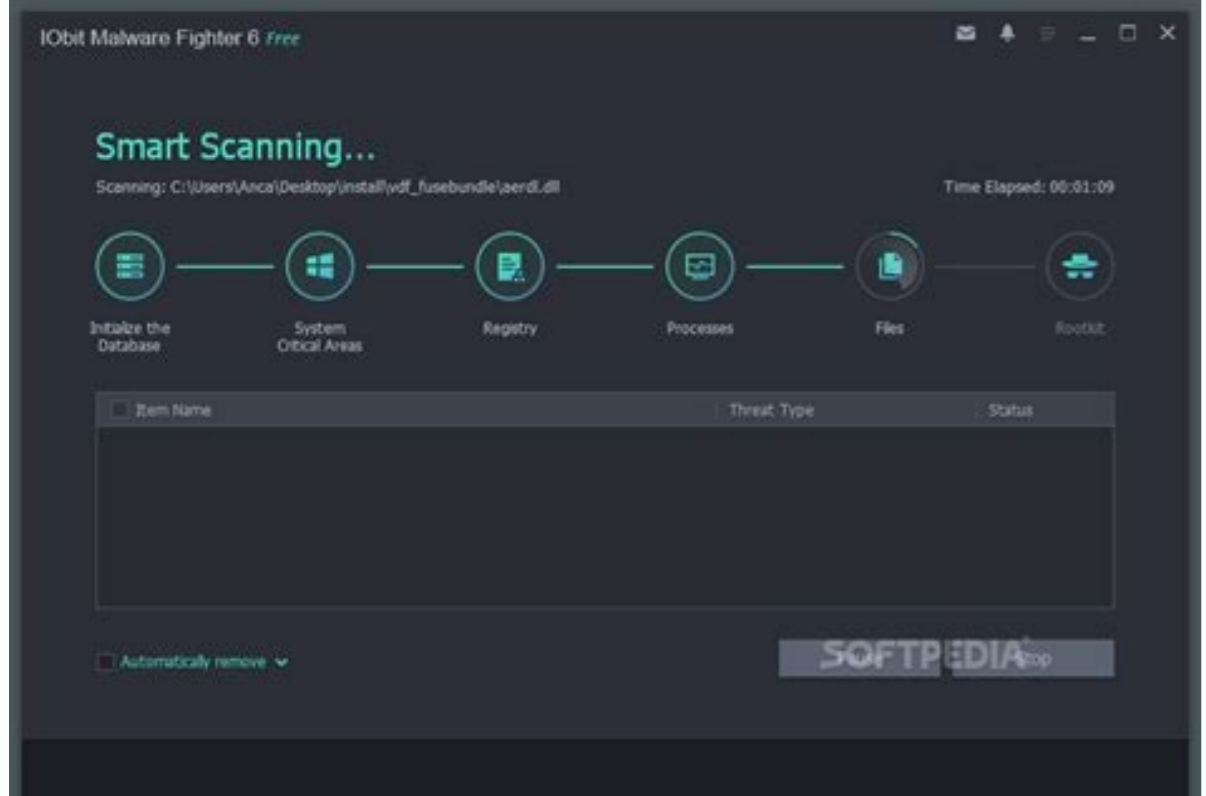 IObit Malware Fighter 6 Free
Smart Scanning...
Scanning: C:\Users\Anca\Desktop\install\vdf_fusebundle\aerdl.dll
Time Elapsed: 00:01:09
Initialize the
Database
System
Critical Areas
Registry
Processes
Files
Rootkit
Item Name
Threat Type
Status
Automatically remove
SOFTPEDIA
Stop